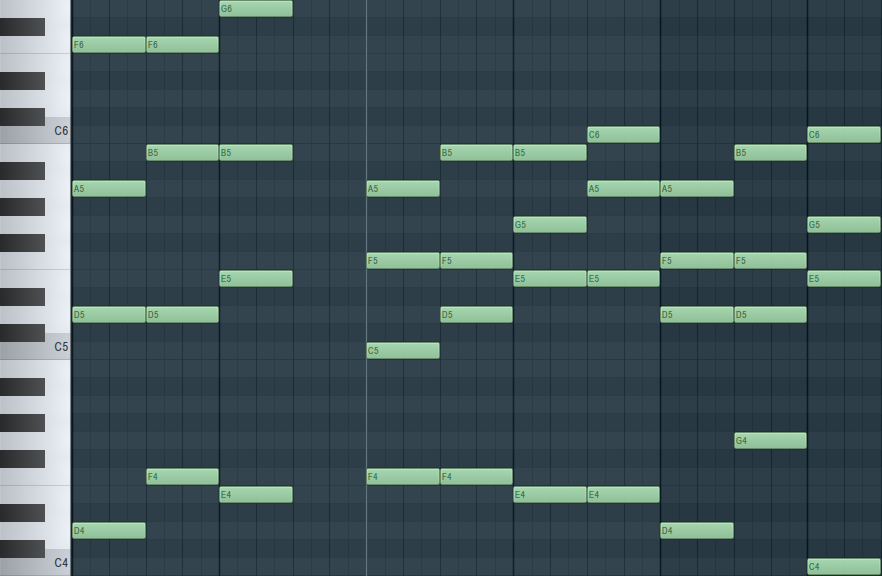 G6
F6 F6
C6 C6 C6
B5 B5 B5 B5 B5
A5 A5 A5 A5
G5 G5
F5 F5 F5 F5
E5 E5 E5 E5
D5 D5 D5 D5 D5
C5 C5
G4
F4 F4 F4
E4 E4 E4
D4 D4
C4 C4